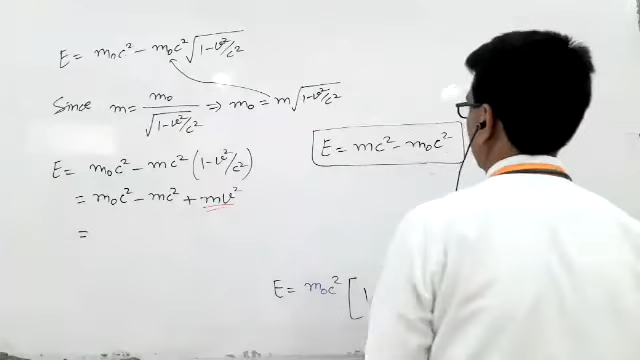 E = m₀c² − m₀c² √(1−v²/c²)
Since m = m₀ / √(1−v²/c²) ⇒ m₀ = m √(1−v²/c²)
E = m₀c² − mc² (1−v²/c²)
= m₀c² − mc² + mv²
=
E = mc² − m₀c²
E = m₀c² [ 1